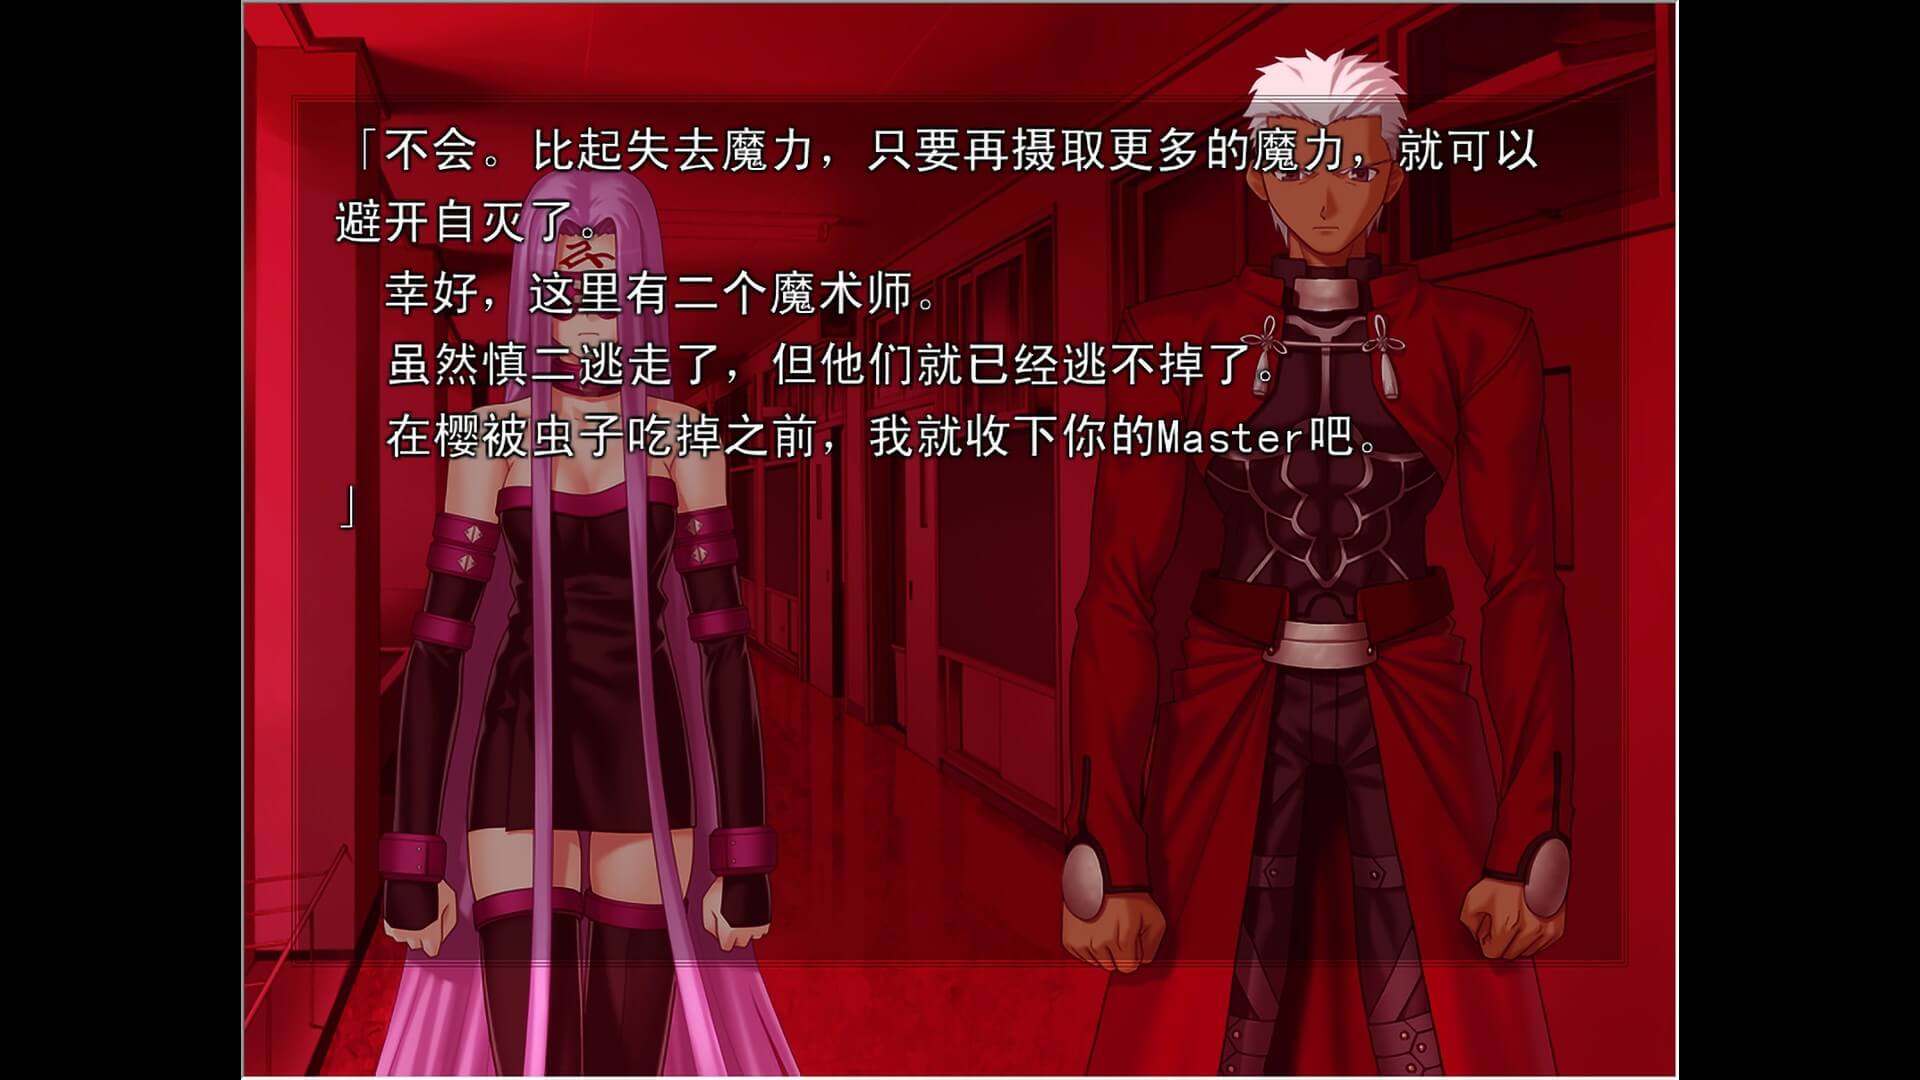 「不会。比起失去魔力，只要再摄取更多的魔力，就可以
避开自灭了。
幸好，这里有二个魔术师。
虽然慎二逃走了，但他们就已经逃不掉了。
在樱被虫子吃掉之前，我就收下你的Master吧。
」